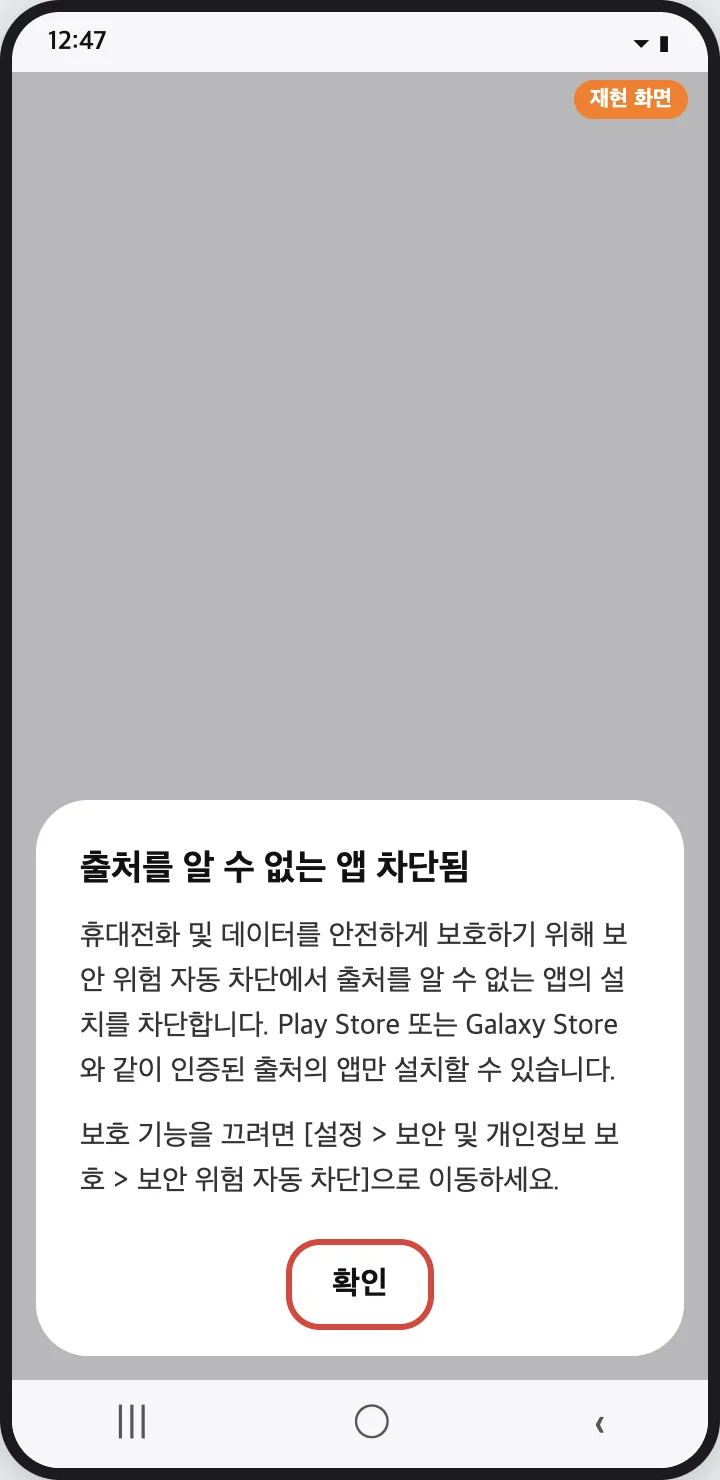 12:47
재현 화면
출처를 알 수 없는 앱 차단됨
휴대전화 및 데이터를 안전하게 보호하기 위해 보
안 위험 자동 차단에서 출처를 알 수 없는 앱의 설
치를 차단합니다. Play Store 또는 Galaxy Store
와 같이 인증된 출처의 앱만 설치할 수 있습니다.
보호 기능을 끄려면 [설정 > 보안 및 개인정보 보
호 > 보안 위험 자동 차단]으로 이동하세요.
확인